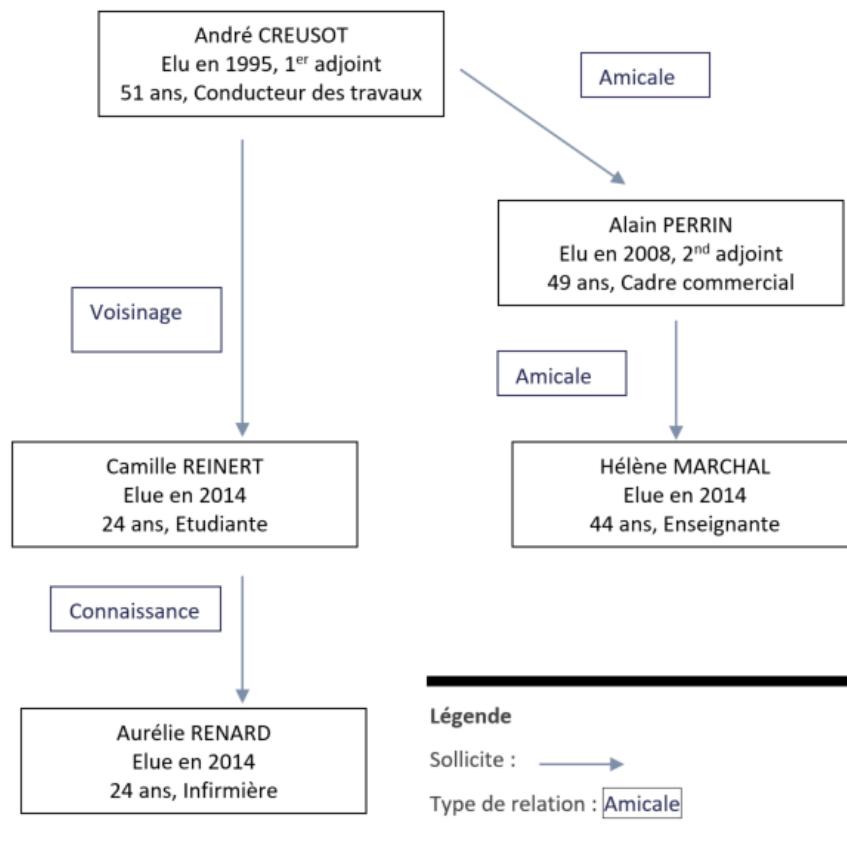 André CREUSOT
Elu en 1995, 1er adjoint
51 ans, Conducteur des travaux
Amicale
Alain PERRIN
Elu en 2008, 2nd adjoint
49 ans, Cadre commercial
Voisinage
Amicale
Camille REINERT
Elue en 2014
24 ans, Etudiante
Hélène MARCHAL
Elue en 2014
44 ans, Enseignante
Connaissance
Aurélie RENARD
Elue en 2014
24 ans, Infirmière
Légende
Sollicite :
Type de relation : Amicale